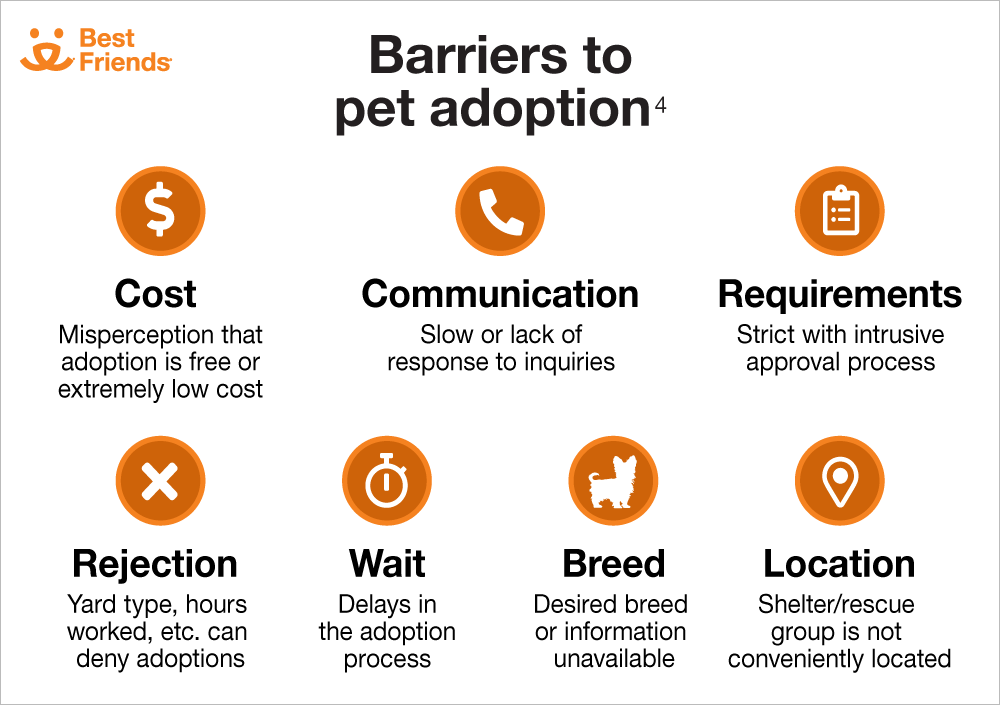 Best
Friends
Barriers to
pet adoption4
$
Cost
Misperception that
adoption is free or
extremely low cost
Communication
Slow or lack of
response to inquiries
Requirements
Strict with intrusive
approval process
Rejection
Yard type, hours
worked, etc. can
deny adoptions
Wait
Delays in
the adoption
process
Breed
Desired breed
or information
unavailable
Location
Shelter/rescue
group is not
conveniently located